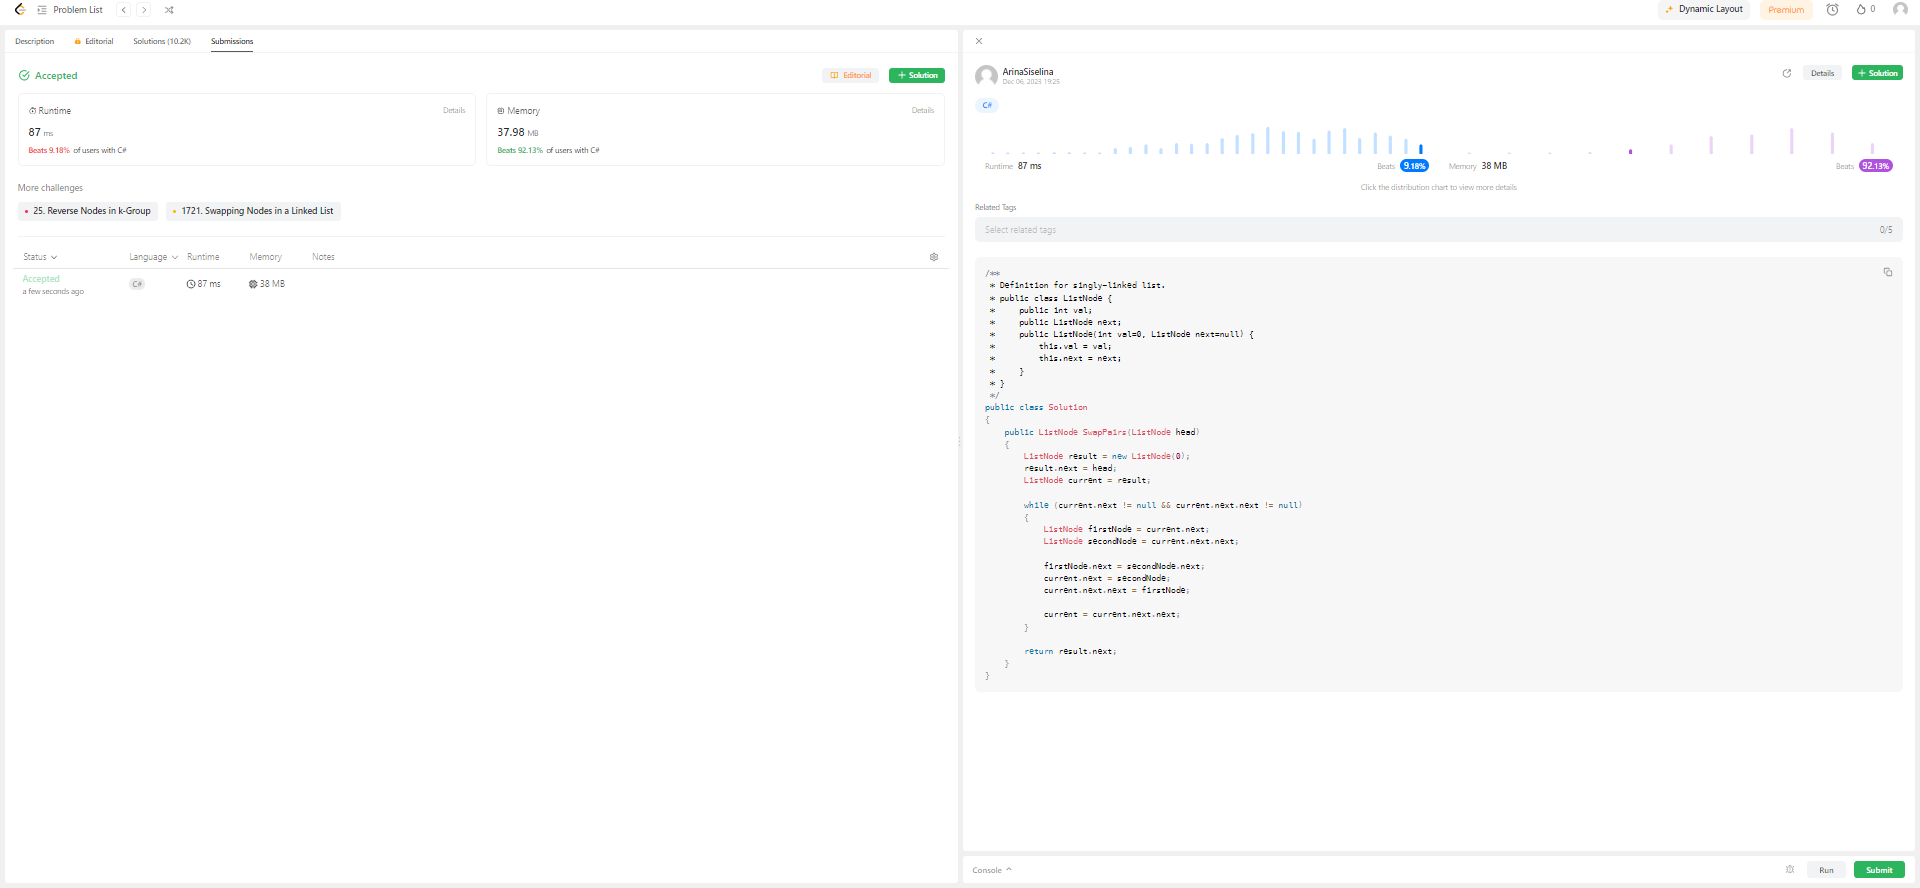 Problem List
Dynamic Layout
Premium
0
Description
Editorial
Solutions (10.2K)
Submissions
Accepted
Editorial
Solution
Runtime
Details
87 ms
Beats 9.18% of users with C#
Memory
Details
37.98 MB
Beats 92.13% of users with C#
More challenges
25. Reverse Nodes in k-Group
1721. Swapping Nodes in a Linked List
Status Language Runtime Memory Notes
Accepted
a few seconds ago
C#
87 ms
38 MB
ArinaSiselina
Dec 06, 2023 19:25
Details
Solution
C#
Runtime 87 ms
Beats 9.18%
Memory 38 MB
Beats 92.13%
Click the distribution chart to view more details
Related Tags
Select related tags
0/5
/**
 * Definition for singly-linked list.
 * public class ListNode {
 *     public int val;
 *     public ListNode next;
 *     public ListNode(int val=0, ListNode next=null) {
 *         this.val = val;
 *         this.next = next;
 *     }
 * }
 */
public class Solution
{
    public ListNode SwapPairs(ListNode head)
    {
        ListNode result = new ListNode(0);
        result.next = head;
        ListNode current = result;

        while (current.next != null && current.next.next != null)
        {
            ListNode firstNode = current.next;
            ListNode secondNode = current.next.next;

            firstNode.next = secondNode.next;
            current.next = secondNode;
            current.next.next = firstNode;

            current = current.next.next;
        }

        return result.next;
    }
}
Console
Run
Submit